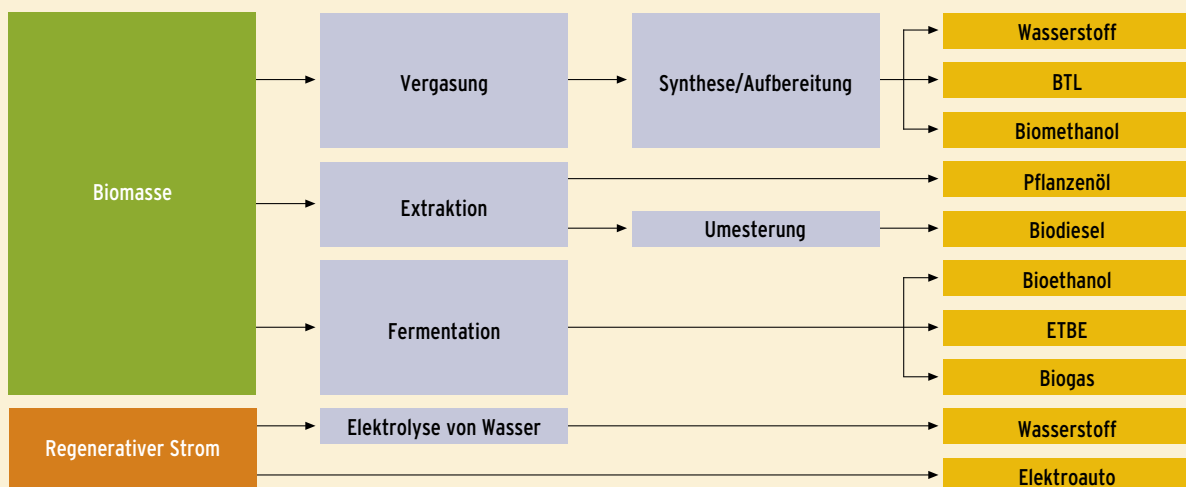 Biomasse
Vergasung
Synthese/Aufbereitung
Wasserstoff
BTL
Biomethanol
Extraktion
Pflanzenöl
Umesterung
Biodiesel
Fermentation
Bioethanol
ETBE
Biogas
Regenerativer Strom
Elektrolyse von Wasser
Wasserstoff
Elektroauto